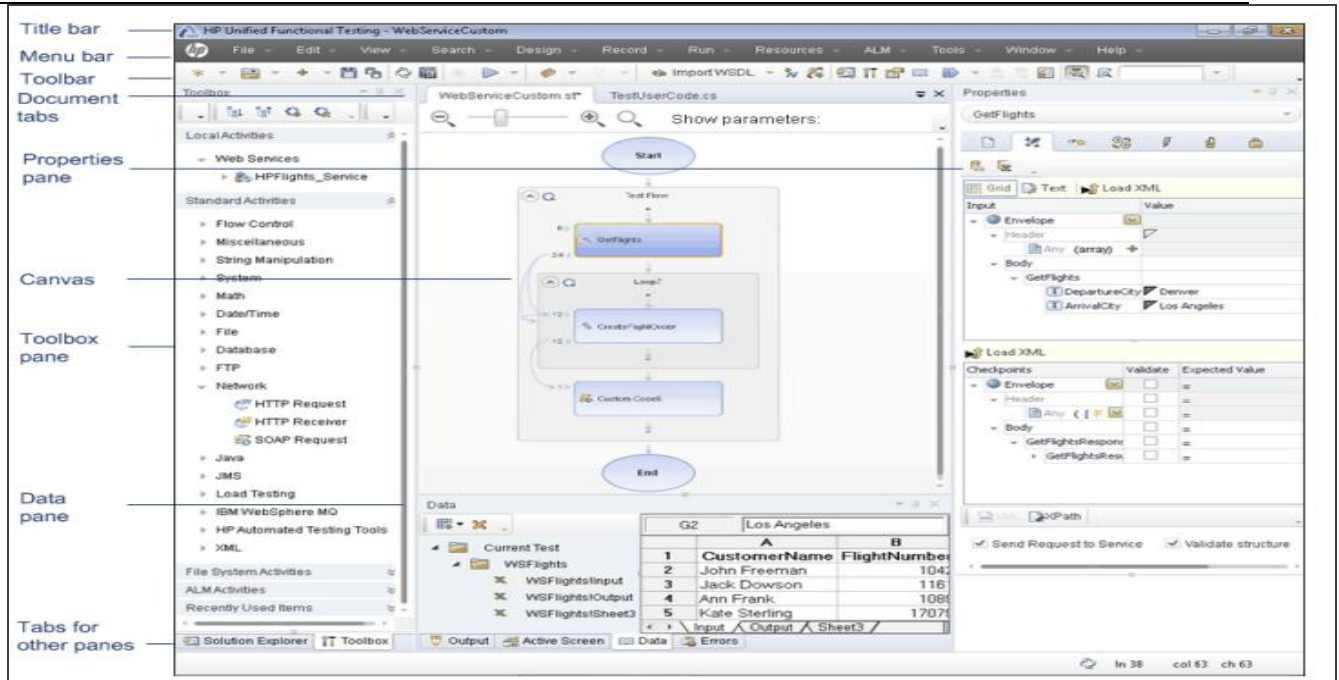 Title bar
Menu bar
Toolbar
Document
tabs
Properties
pane
Canvas
Toolbox
pane
Data
pane
Tabs for
other panes
HP Unified Functional Testing - WebServiceCustom
hp File Edit View Search Design Record Run Resources ALM Tools Window Help
Import WSDL
Toolbox
Local Activities
Web Services
HPFlights_Service
Standard Activities
Flow Control
Miscellaneous
String Manipulation
System
Math
Date/Time
File
Database
FTP
Network
HTTP Request
HTTP Receiver
SOAP Request
Java
JMS
Load Testing
IBM WebSphere MQ
HP Automated Testing Tools
XML
File System Activities
ALM Activities
Recently Used Items
Solution Explorer Toolbox
WebServiceCustom.st* TestUserCode.cs
Show parameters:
Start
Test Flow
GetFlights
24
Loop2
12
CreateFlightOrder
12
Custom Code6
End
Data
G2 Los Angeles
Current Test
WSFlights
WSFlights!Input
WSFlights!Output
WSFlights!Sheet3
A B
1 CustomerName FlightNumber
2 John Freeman 1042
3 Jack Dowson 116
4 Ann Frank 1089
5 Kate Sterling 17079
Input Output Sheet3
Output Active Screen Data Errors
Properties
GetFlights
Grid Text Load XML
Input Value
Envelope
Header
Any (array)
Body
GetFlights
DepartureCity Denver
ArrivalCity Los Angeles
Load XML
Checkpoints Validate Expected Value
Envelope =
Header =
Any ( =
Body =
GetFlightsRespons =
GetFlightsResu =
XPath
Send Request to Service Validate structure
ln 38 col 63 ch 63